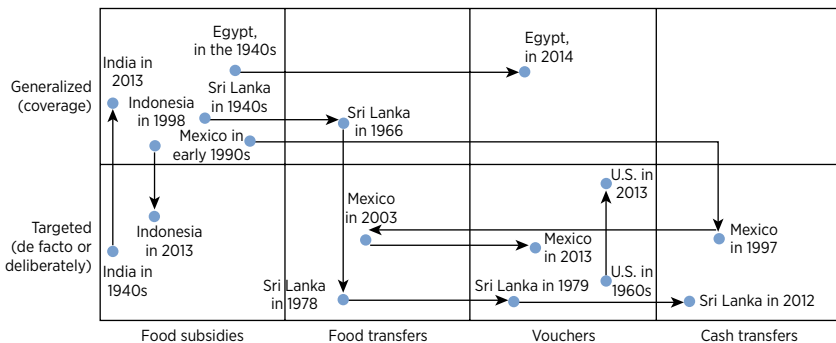 Generalized
(coverage)
Targeted
(de facto or
deliberately)
India in
2013
Indonesia
in 1998
Egypt,
in the 1940s
Sri Lanka
in 1940s
Mexico in
early 1990s
Sri Lanka
in 1966
Egypt,
in 2014
Indonesia
in 2013
India in
1940s
Mexico
in 2003
Sri Lanka
in 1978
Mexico
in 2013
Sri Lanka in 1979
U.S. in
2013
U.S. in
1960s
Mexico
in 1997
Sri Lanka in 2012
Food subsidies
Food transfers
Vouchers
Cash transfers